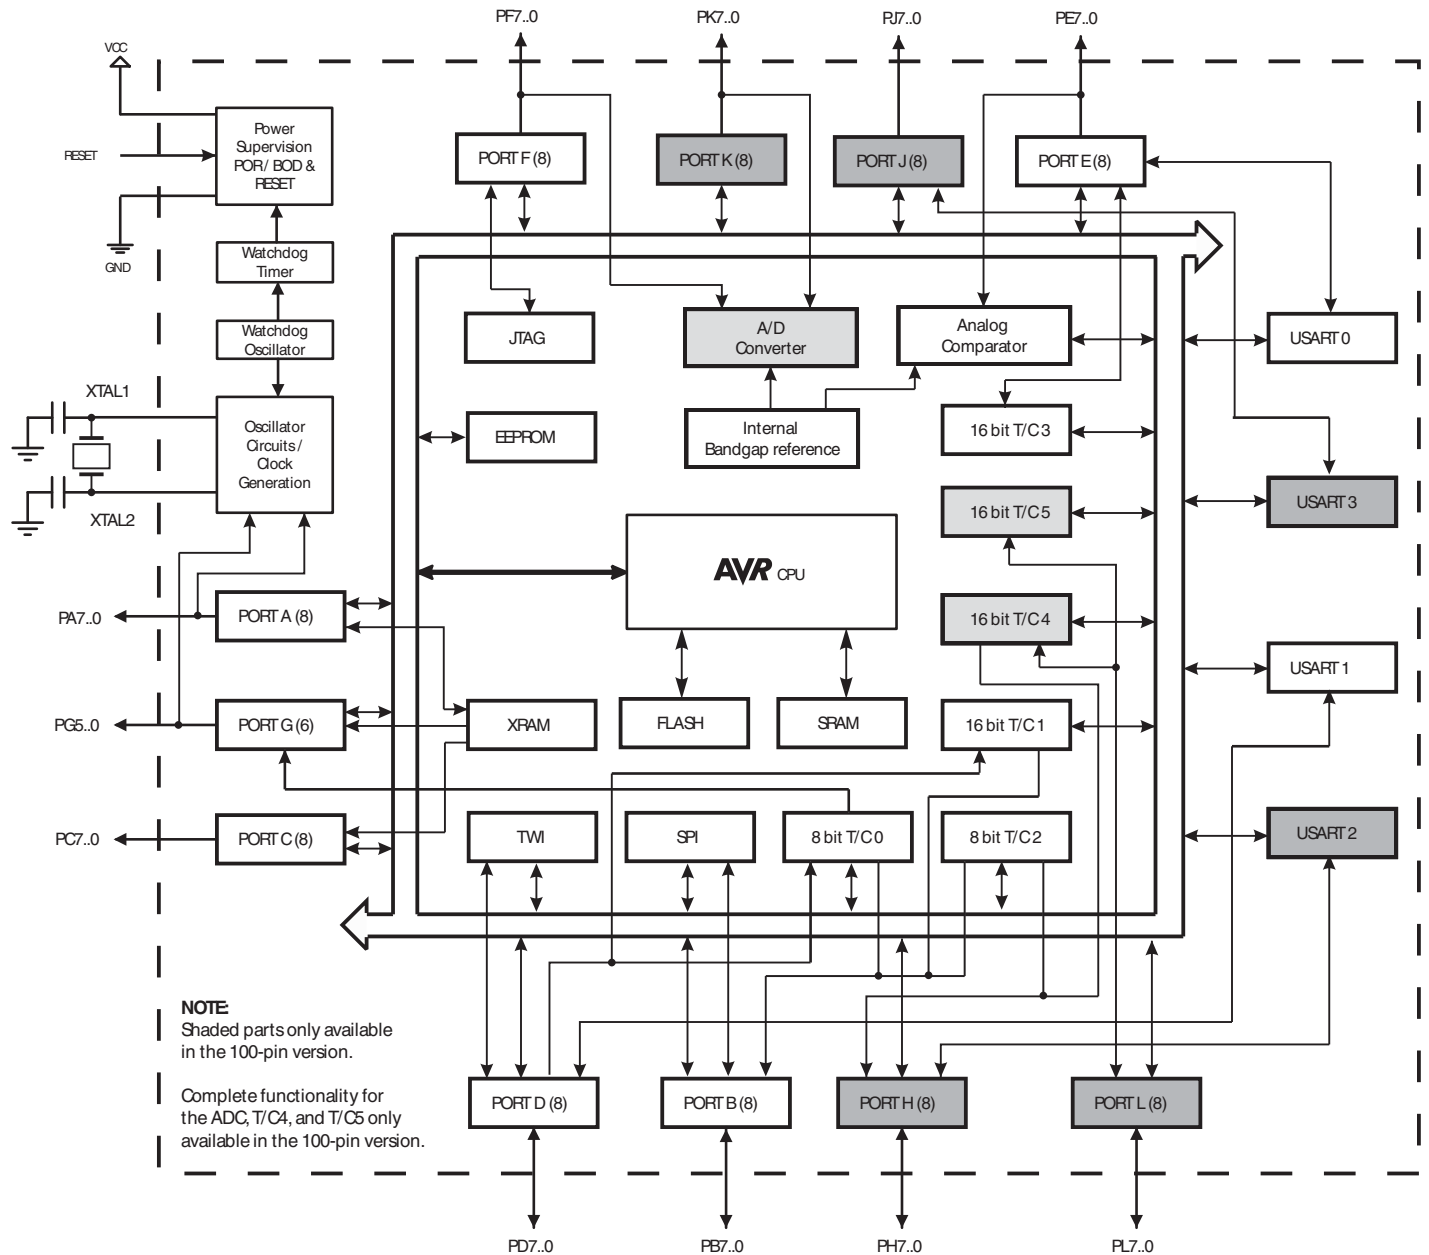 PF7..0
PK7..0
PJ7..0
PE7..0
VCC
RESET
GND
Power
Supervision
POR / BOD &
RESET
Watchdog
Timer
Watchdog
Oscillator
XTAL1
XTAL2
Oscillator
Circuits /
Clock
Generation
PORT F (8)
PORT K (8)
PORT J (8)
PORT E (8)
JTAG
A/D
Converter
Analog
Comparator
USART 0
EEPROM
Internal
Bandgap reference
16 bit T/C 3
16 bit T/C 5
USART 3
AVR CPU
PA7..0
PORT A (8)
16 bit T/C 4
USART 1
PG5..0
PORT G (6)
XRAM
FLASH
SRAM
16 bit T/C 1
PC7..0
PORT C (8)
TWI
SPI
8 bit T/C 0
8 bit T/C 2
USART 2
NOTE:
Shaded parts only available
in the 100-pin version.
Complete functionality for
the ADC, T/C4, and T/C5 only
available in the 100-pin version.
PORT D (8)
PORT B (8)
PORT H (8)
PORT L (8)
PD7..0
PB7..0
PH7..0
PL7..0